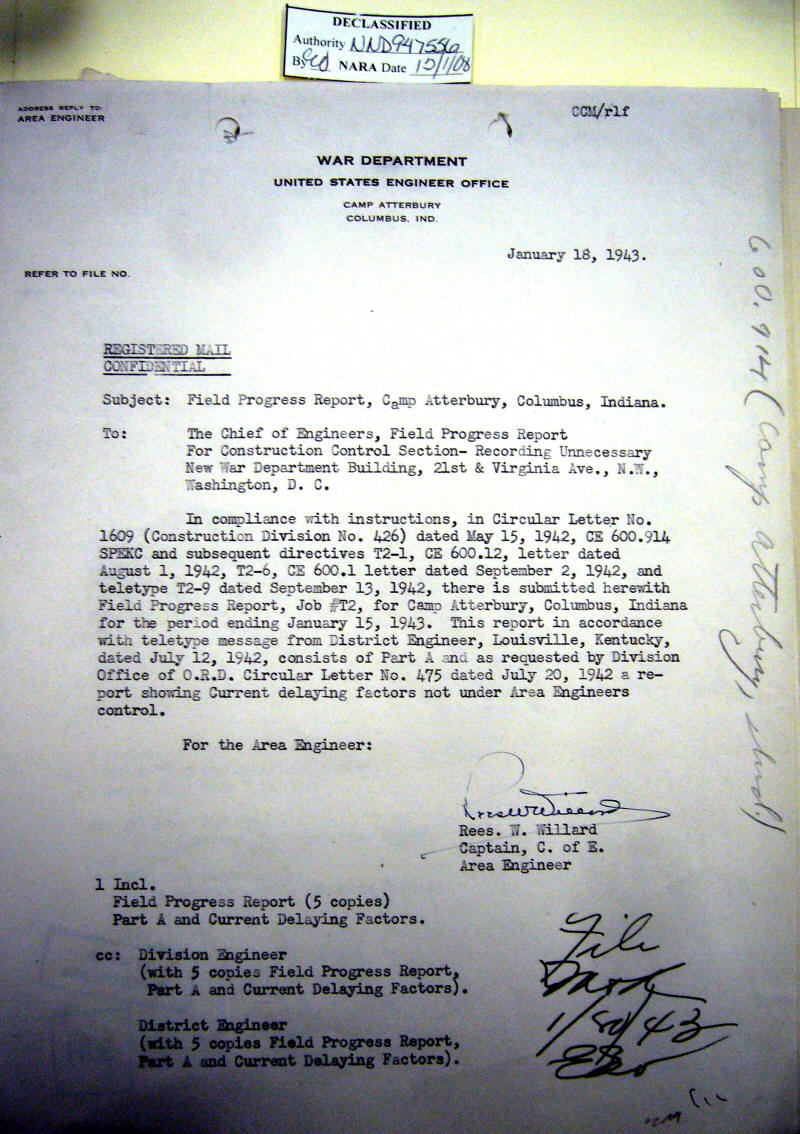 DECLASSIFIED
Authority NND947556
By NARA Date 10/1/08
ADDRESS REPLY TO
AREA ENGINEER
CGM/rlf
WAR DEPARTMENT
UNITED STATES ENGINEER OFFICE
CAMP ATTERBURY
COLUMBUS, IND.
January 18, 1943.
REFER TO FILE NO.
REGISTERED MAIL
CONFIDENTIAL
Subject: Field Progress Report, Camp Atterbury, Columbus, Indiana.
To: The Chief of Engineers, Field Progress Report
For Construction Control Section- Recording Unnecessary
New War Department Building, 21st & Virginia Ave., N.W.,
Washington, D. C.
In compliance with instructions, in Circular Letter No.
1609 (Construction Division No. 426) dated May 15, 1942, CE 600.914
SPEKC and subsequent directives T2-1, CE 600.12, letter dated
August 1, 1942, T2-6, CE 600.1 letter dated September 2, 1942, and
teletype T2-9 dated September 13, 1942, there is submitted herewith
Field Progress Report, Job #T2, for Camp Atterbury, Columbus, Indiana
for the period ending January 15, 1943. This report in accordance
with teletype message from District Engineer, Louisville, Kentucky,
dated July 12, 1942, consists of Part A and as requested by Division
Office of O.R.D. Circular Letter No. 475 dated July 20, 1942 a re-
port showing Current delaying factors not under Area Engineers
control.
For the Area Engineer:
Rees. W. Willard
Captain, C. of E.
Area Engineer
1 Incl.
Field Progress Report (5 copies)
Part A and Current Delaying Factors.
cc: Division Engineer
(with 5 copies Field Progress Report,
Part A and Current Delaying Factors).
District Engineer
(with 5 copies Field Progress Report,
Part A and Current Delaying Factors).
File
600.914 (Camp Atterbury, Ind.)